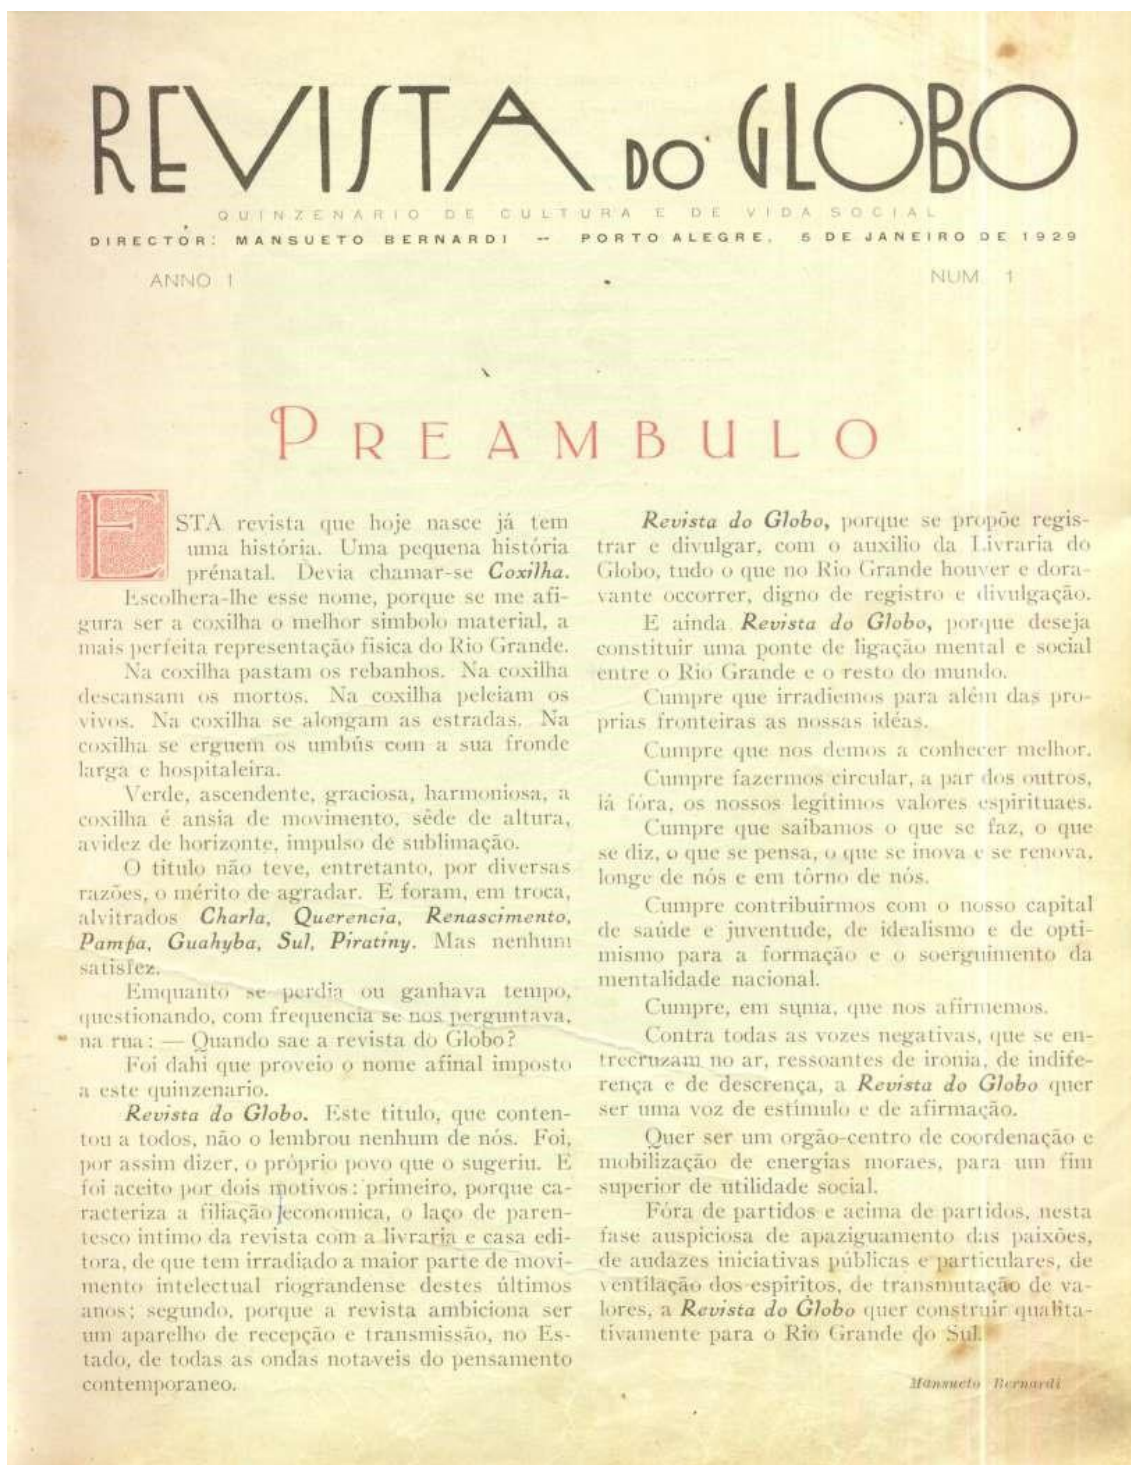 REVISTA DO GLOBO
QUINZENARIO DE CULTURA E DE VIDA SOCIAL
DIRECTOR: MANSUETO BERNARDI -- PORTO ALEGRE, 5 DE JANEIRO DE 1929
ANNO 1
NUM. 1
PREAMBULO
ESTA revista que hoje nasce já tem
uma história. Uma pequena história
prénatal. Devia chamar-se Coxilha.
Escolhera-lhe esse nome, porque se me afi-
gura ser a coxilha o melhor simbolo material, a
mais perfeita representação fisica do Rio Grande.
Na coxilha pastam os rebanhos. Na coxilha
descansam os mortos. Na coxilha peleiam os
vivos. Na coxilha se alongam as estradas. Na
coxilha se erguem os umbús com a sua fronde
larga e hospitaleira.
Verde, ascendente, graciosa, harmoniosa, a
coxilha é ansia de movimento, sêde de altura,
avidez de horizonte, impulso de sublimação.
O titulo não teve, entretanto, por diversas
razões, o mérito de agradar. E foram, em troca,
alvitrados Charla, Querencia, Renascimento,
Pampa, Guahyba, Sul, Piratiny. Mas nenhum
satisfez.
Emquanto se perdia ou ganhava tempo,
questionando, com frequencia se nos perguntava,
na rua: — Quando sae a revista do Globo?
Foi dahi que proveio o nome afinal imposto
a este quinzenario.
Revista do Globo. Este titulo, que conten-
tou a todos, não o lembrou nenhum de nós. Foi,
por assim dizer, o próprio povo que o sugeriu. E
foi aceito por dois motivos: primeiro, porque ca-
racteriza a filiação economica, o laço de paren-
tesco intimo da revista com a livraria e casa edi-
tora, de que tem irradiado a maior parte de movi-
mento intelectual riograndense destes últimos
anos; segundo, porque a revista ambiciona ser
um aparelho de recepção e transmissão, no Es-
tado, de todas as ondas notaveis do pensamento
contemporaneo.
Revista do Globo, porque se propõe regis-
trar e divulgar, com o auxilio da Livraria do
Globo, tudo o que no Rio Grande houver e dora-
vante occorrer, digno de registro e divulgação.
E ainda Revista do Globo, porque deseja
constituir uma ponte de ligação mental e social
entre o Rio Grande e o resto do mundo.
Cumpre que irradiemos para além das pro-
prias fronteiras as nossas idéas.
Cumpre que nos demos a conhecer melhor.
Cumpre fazermos circular, a par dos outros,
lá fóra, os nossos legítimos valores espirituaes.
Cumpre que saibamos o que se faz, o que
se diz, o que se pensa, o que se inova e se renova,
longe de nós e em tôrno de nós.
Cumpre contribuirmos com o nosso capital
de saúde e juventude, de idealismo e de opti-
mismo para a formação e o soerguimento da
mentalidade nacional.
Cumpre, em suma, que nos afirmemos.
Contra todas as vozes negativas, que se en-
trecruzam no ar, ressoantes de ironia, de indife-
rença e de descrença, a Revista do Globo quer
ser uma voz de estímulo e de afirmação.
Quer ser um orgão-centro de coordenação e
mobilização de energias moraes, para um fim
superior de utilidade social.
Fóra de partidos e acima de partidos, nesta
fase auspiciosa de apaziguamento das paixões,
de audazes iniciativas públicas e particulares, de
ventilação dos espiritos, de transmutação de va-
lores, a Revista do Globo quer construir qualita-
tivamente para o Rio Grande do Sul.
Mansueto Bernardi